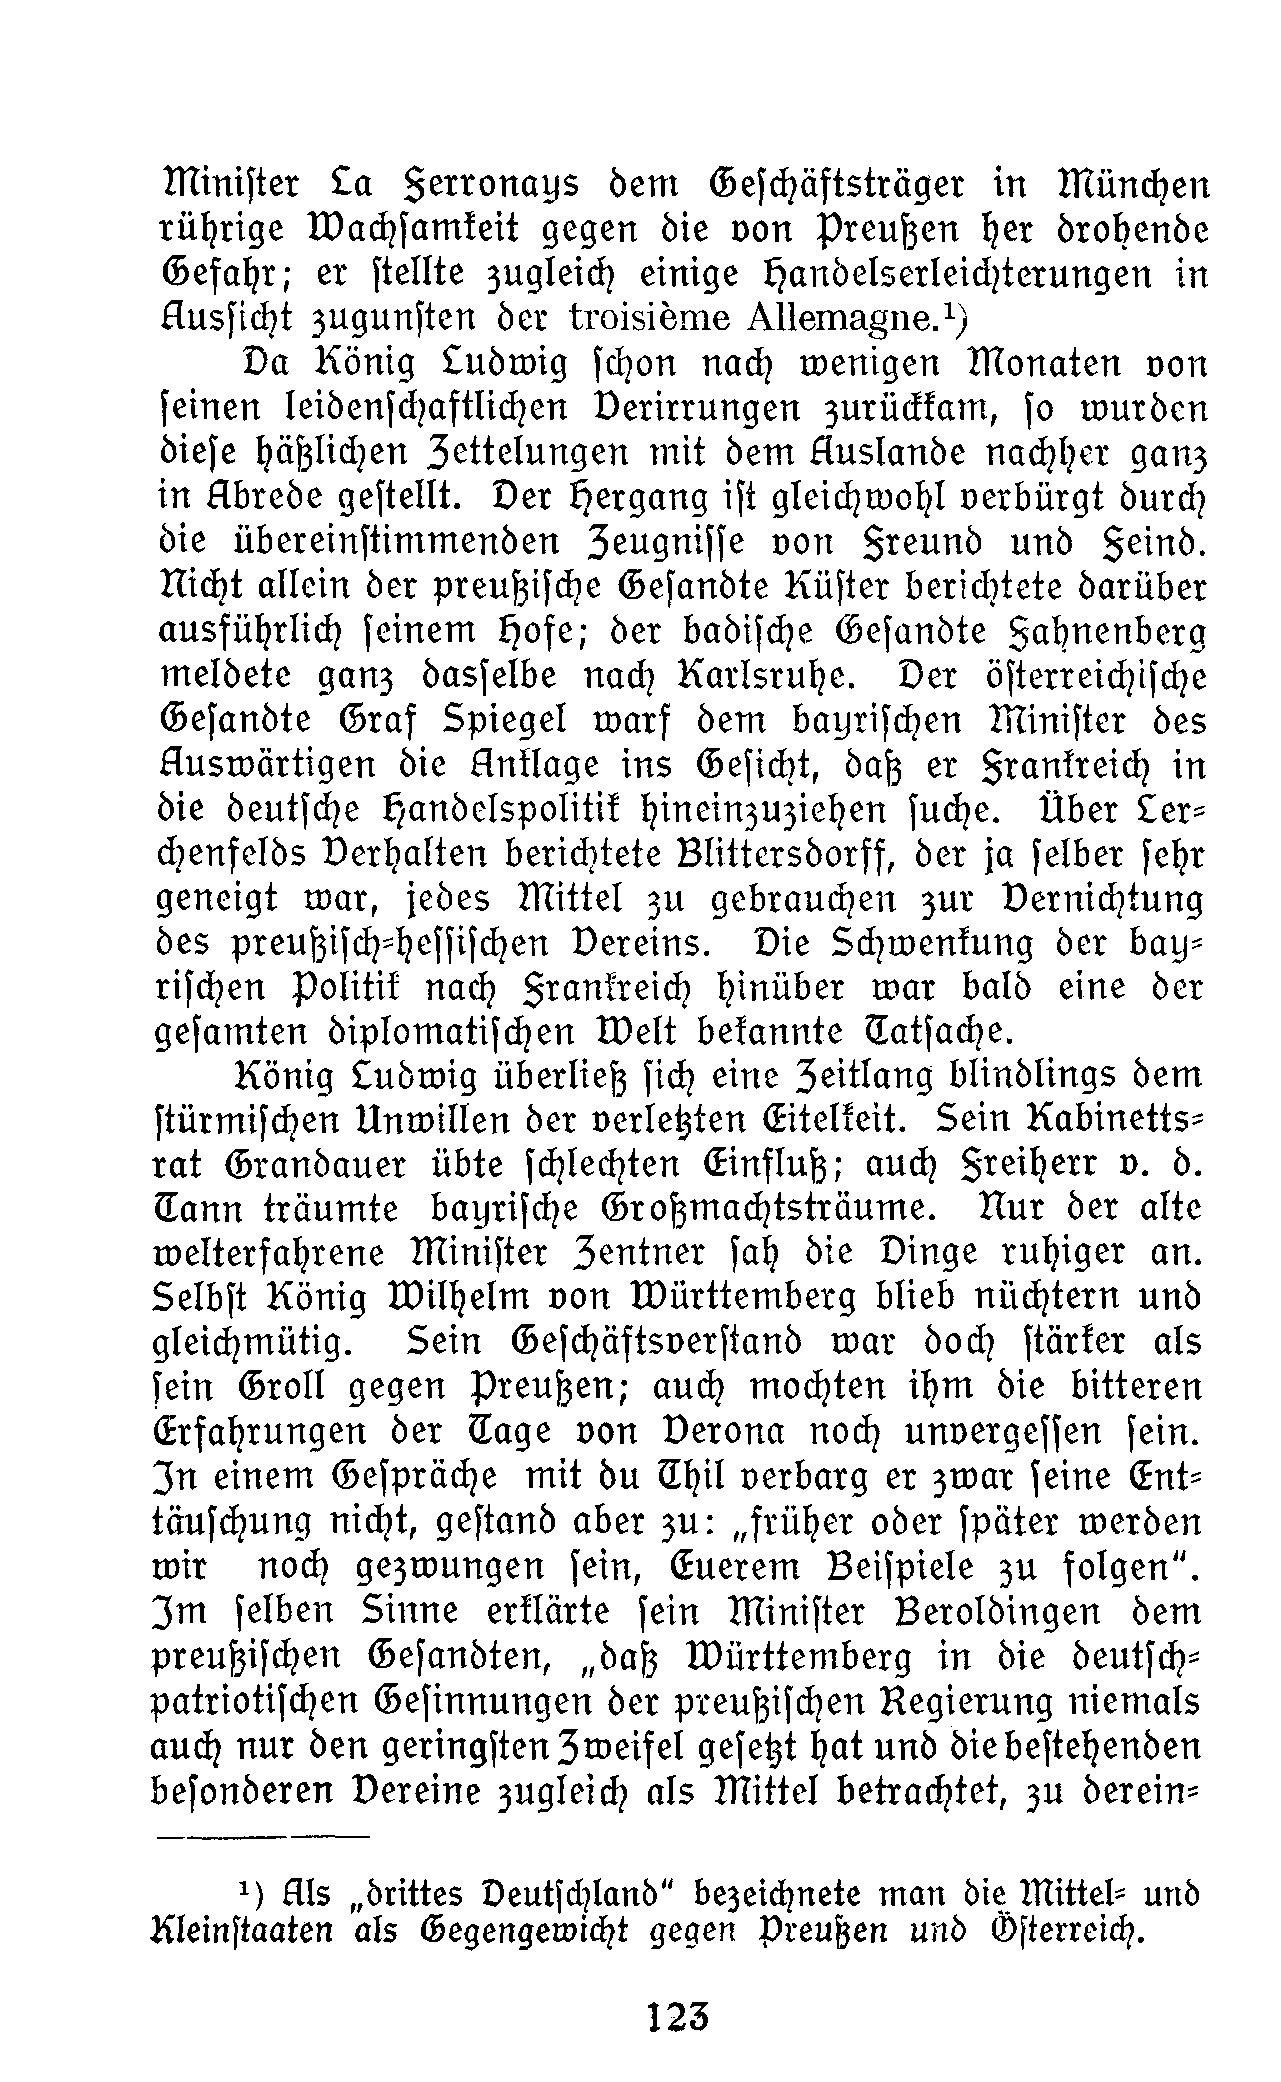 Miniſter La Ferronays dem Geſchäftsträger in München
rührige Wachſamkeit gegen die von Preußen her drohende
Gefahr; er ſtellte zugleich einige Handelserleichterungen in
Ausſicht zugunſten der troisième Allemagne.¹)
Da König Ludwig ſchon nach wenigen Monaten von
ſeinen leidenſchaftlichen Verirrungen zurückkam, ſo wurden
dieſe häßlichen Zettelungen mit dem Auslande nachher ganz
in Abrede geſtellt. Der Hergang iſt gleichwohl verbürgt durch
die übereinſtimmenden Zeugniſſe von Freund und Feind.
Nicht allein der preußiſche Geſandte Küſter berichtete darüber
ausführlich ſeinem Hofe; der badiſche Geſandte Fahnenberg
meldete ganz dasſelbe nach Karlsruhe. Der öſterreichiſche
Geſandte Graf Spiegel warf dem bayriſchen Miniſter des
Auswärtigen die Anklage ins Geſicht, daß er Frankreich in
die deutſche Handelspolitik hineinzuziehen ſuche. Über Ler⸗
chenfelds Verhalten berichtete Blittersdorff, der ja ſelber ſehr
geneigt war, jedes Mittel zu gebrauchen zur Vernichtung
des preußiſch⸗heſſiſchen Vereins. Die Schwenkung der bay⸗
riſchen Politik nach Frankreich hinüber war bald eine der
geſamten diplomatiſchen Welt bekannte Tatſache.
König Ludwig überließ ſich eine Zeitlang blindlings dem
ſtürmiſchen Unwillen der verletzten Eitelkeit. Sein Kabinetts⸗
rat Grandauer übte ſchlechten Einfluß; auch Freiherr v. d.
Tann träumte bayriſche Großmachtsträume. Nur der alte
welterfahrene Miniſter Zentner ſah die Dinge ruhiger an.
Selbſt König Wilhelm von Württemberg blieb nüchtern und
gleichmütig. Sein Geſchäftsverſtand war doch ſtärker als
ſein Groll gegen Preußen; auch mochten ihm die bitteren
Erfahrungen der Tage von Verona noch unvergeſſen ſein.
In einem Geſpräche mit du Thil verbarg er zwar ſeine Ent⸗
täuſchung nicht, geſtand aber zu: „früher oder ſpäter werden
wir noch gezwungen ſein, Euerem Beiſpiele zu folgen“.
Im ſelben Sinne erklärte ſein Miniſter Beroldingen dem
preußiſchen Geſandten, „daß Württemberg in die deutſch⸗
patriotiſchen Geſinnungen der preußiſchen Regierung niemals
auch nur den geringſten Zweifel geſetzt hat und die beſtehenden
beſonderen Vereine zugleich als Mittel betrachtet, zu derein⸗
¹) Als „drittes Deutſchland“ bezeichnete man die Mittel⸗ und
Kleinſtaaten als Gegengewicht gegen Preußen und Öſterreich.
123